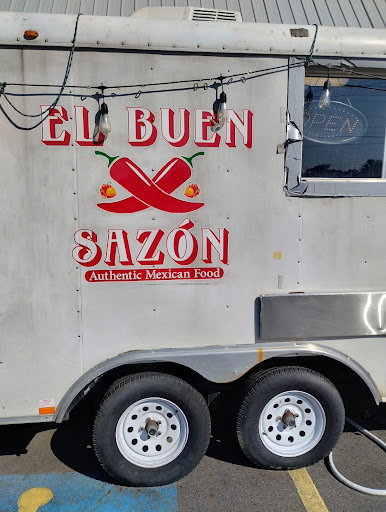 EL BUEN
SAZÓN
Authentic Mexican Food
OPEN